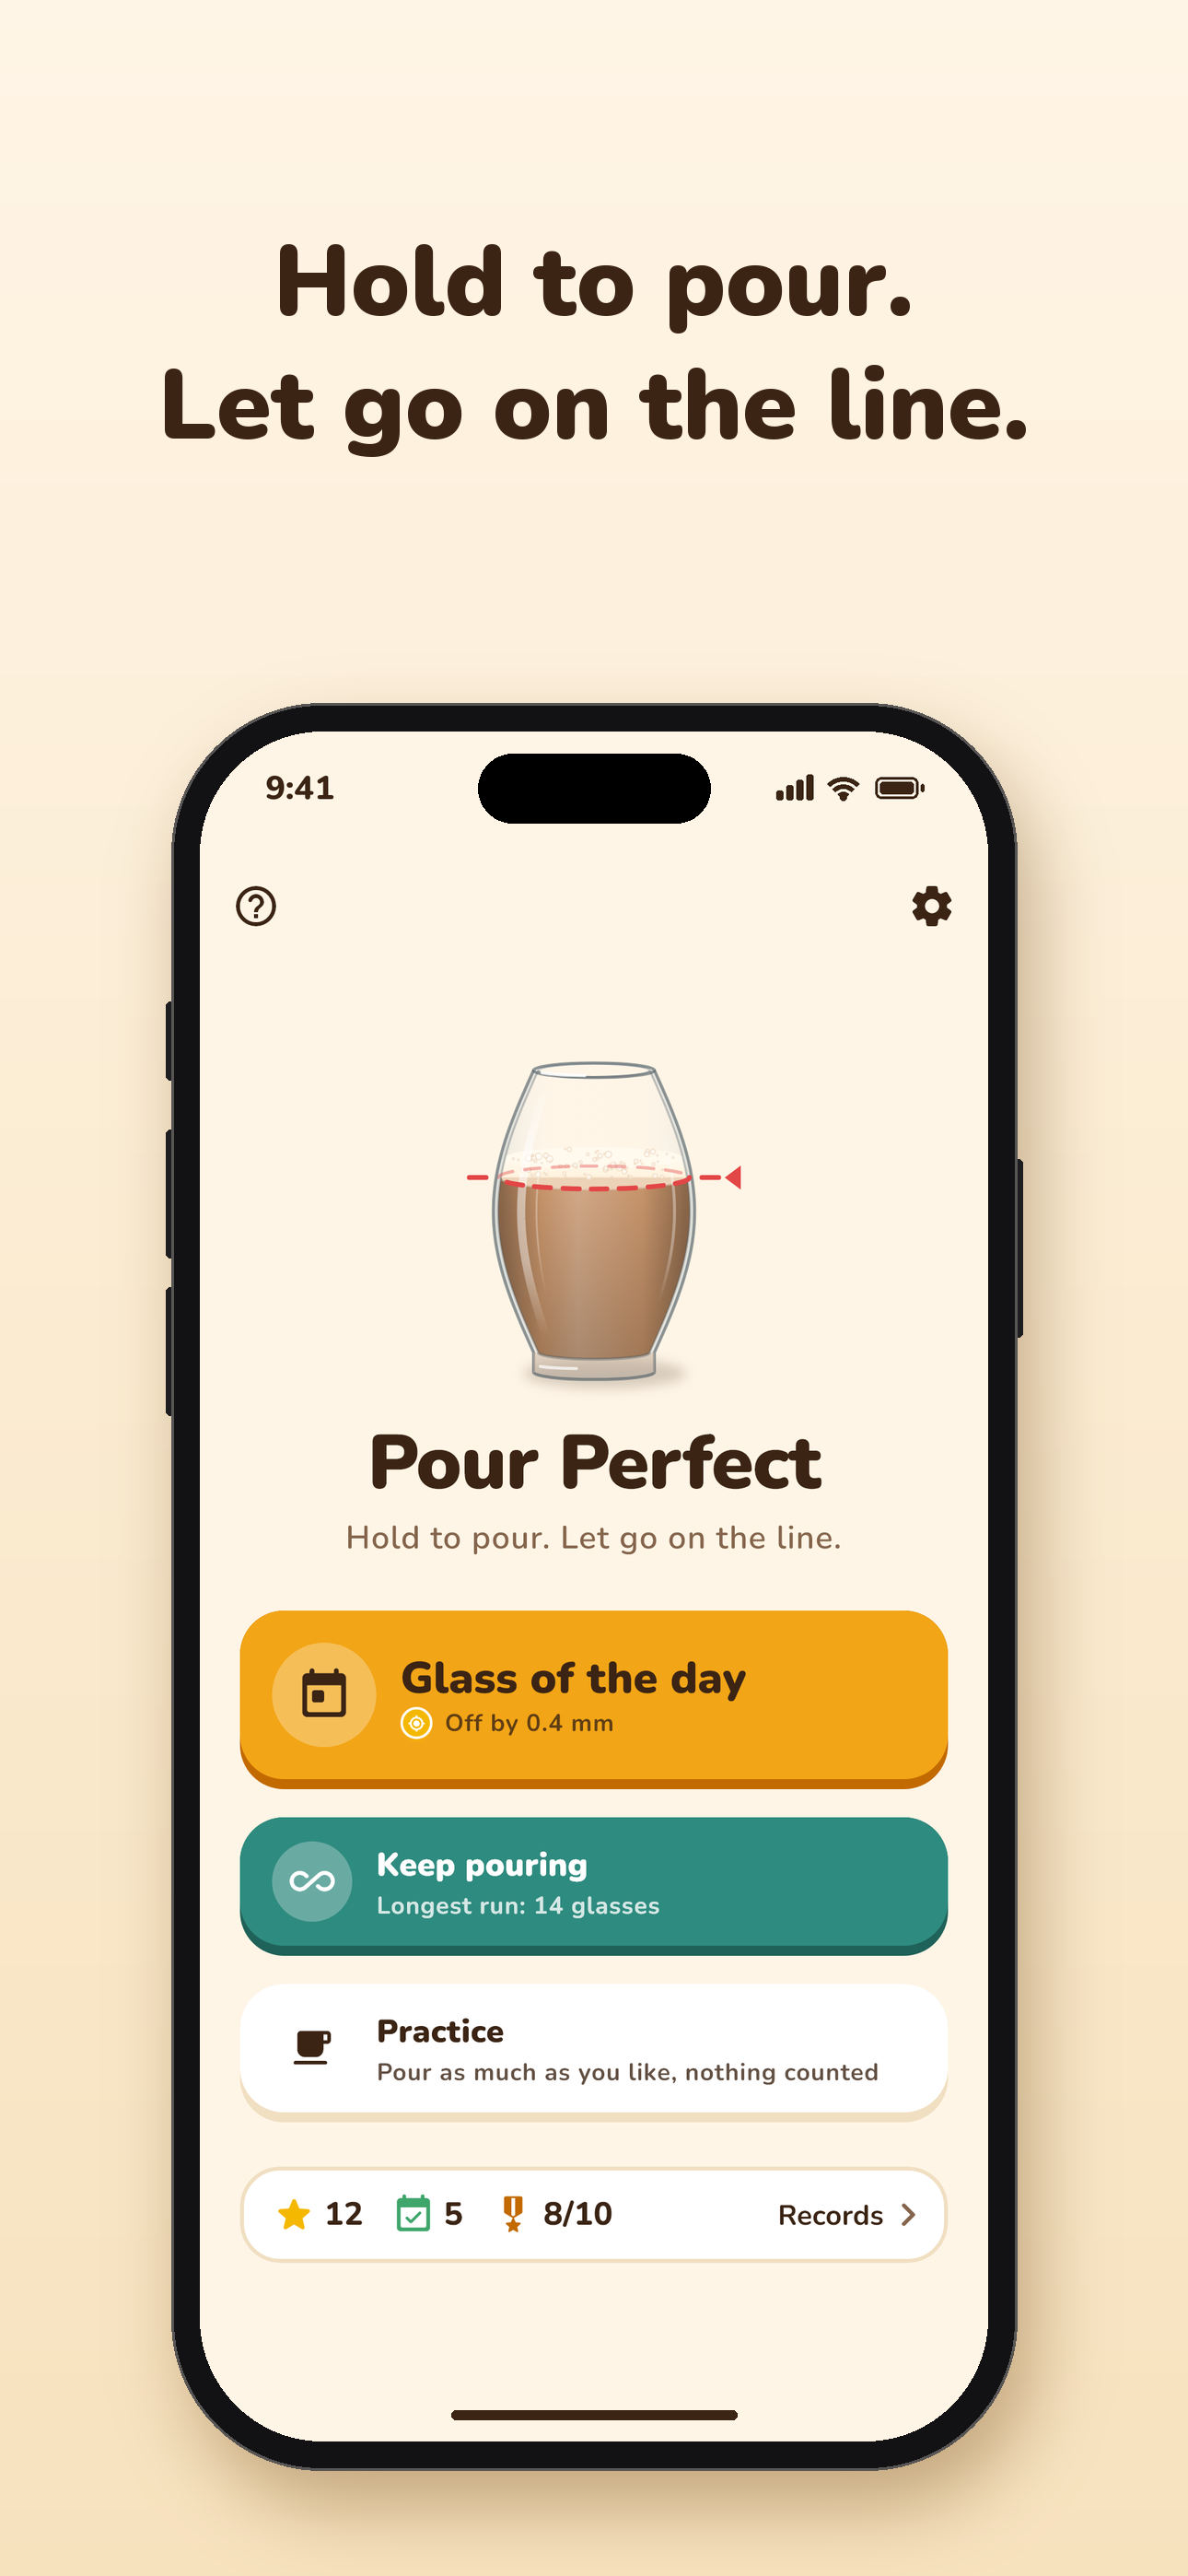 Hold to pour.
Let go on the line.
9:41
Pour Perfect
Hold to pour. Let go on the line.
Glass of the day
Off by 0.4 mm
Keep pouring
Longest run: 14 glasses
Practice
Pour as much as you like, nothing counted
12 5 8/10 Records